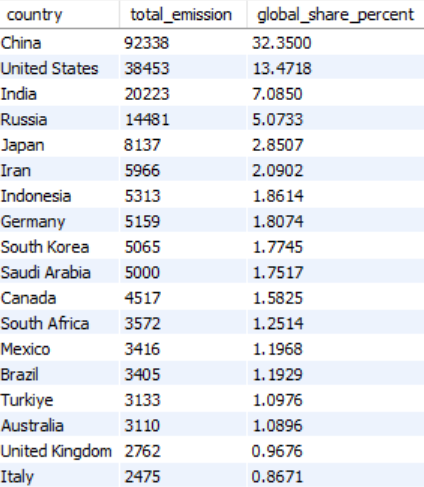 country total_emission global_share_percent
China 92338 32.3500
United States 38453 13.4718
India 20223 7.0850
Russia 14481 5.0733
Japan 8137 2.8507
Iran 5966 2.0902
Indonesia 5313 1.8614
Germany 5159 1.8074
South Korea 5065 1.7745
Saudi Arabia 5000 1.7517
Canada 4517 1.5825
South Africa 3572 1.2514
Mexico 3416 1.1968
Brazil 3405 1.1929
Turkiye 3133 1.0976
Australia 3110 1.0896
United Kingdom 2762 0.9676
Italy 2475 0.8671